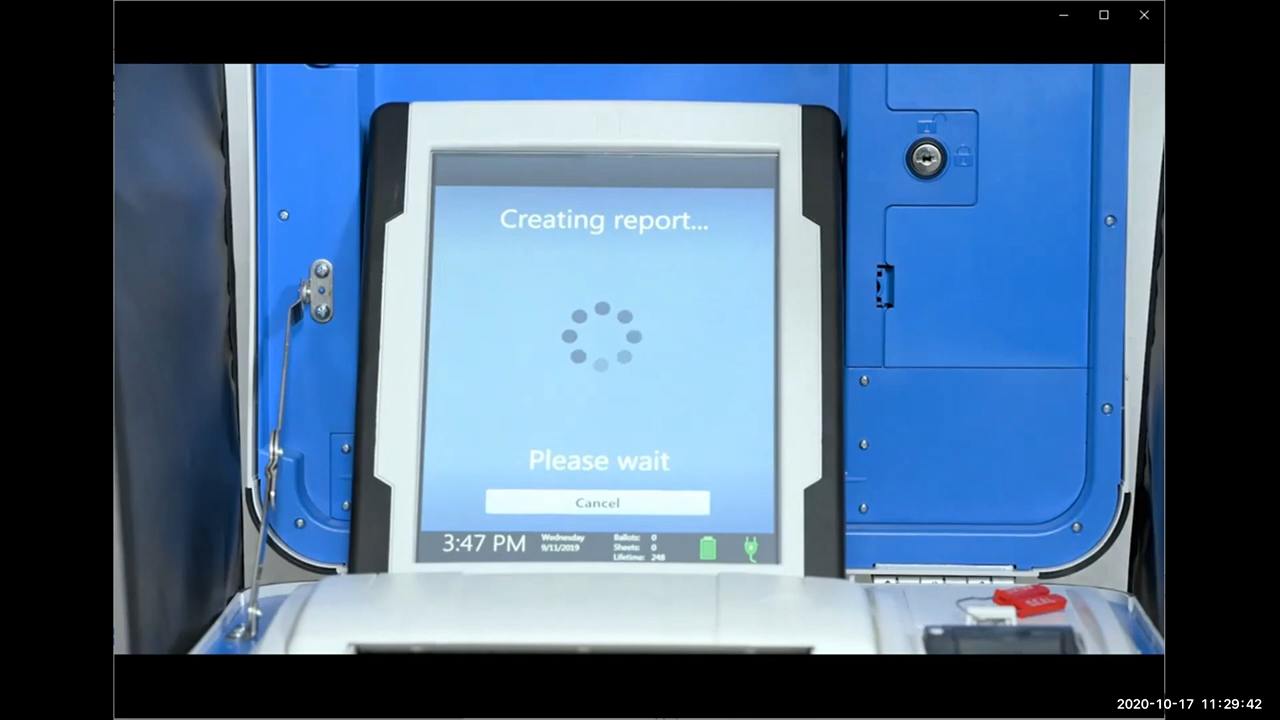 Creating report...
Please wait
Cancel
3:47 PM
Wednesday
9/11/2019
Ballots: 0
Sheets: 0
Lifetime: 248
SEAL
2020-10-17 11:29:42